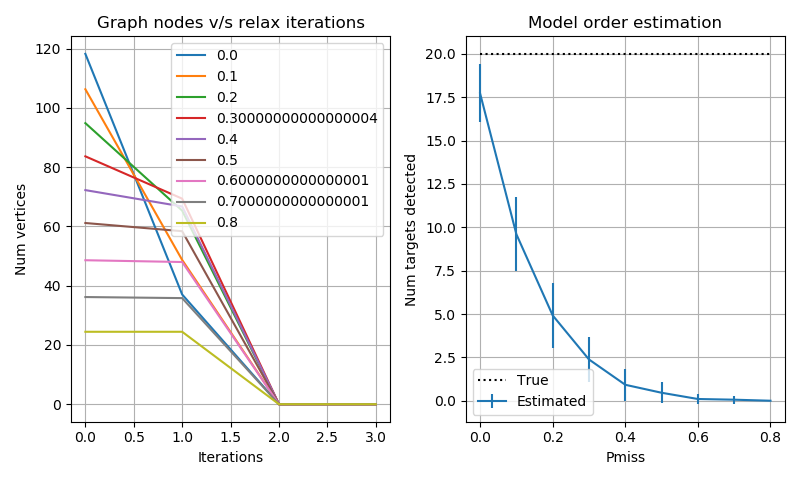 Graph nodes v/s relax iterations
Num vertices
120
100
80
60
40
20
0
0.0
0.1
0.2
0.30000000000000004
0.4
0.5
0.6000000000000001
0.7000000000000001
0.8
0.0 0.5 1.0 1.5 2.0 2.5 3.0
Iterations
Model order estimation
Num targets detected
20.0
17.5
15.0
12.5
10.0
7.5
5.0
2.5
0.0
True
Estimated
0.0 0.2 0.4 0.6 0.8
Pmiss